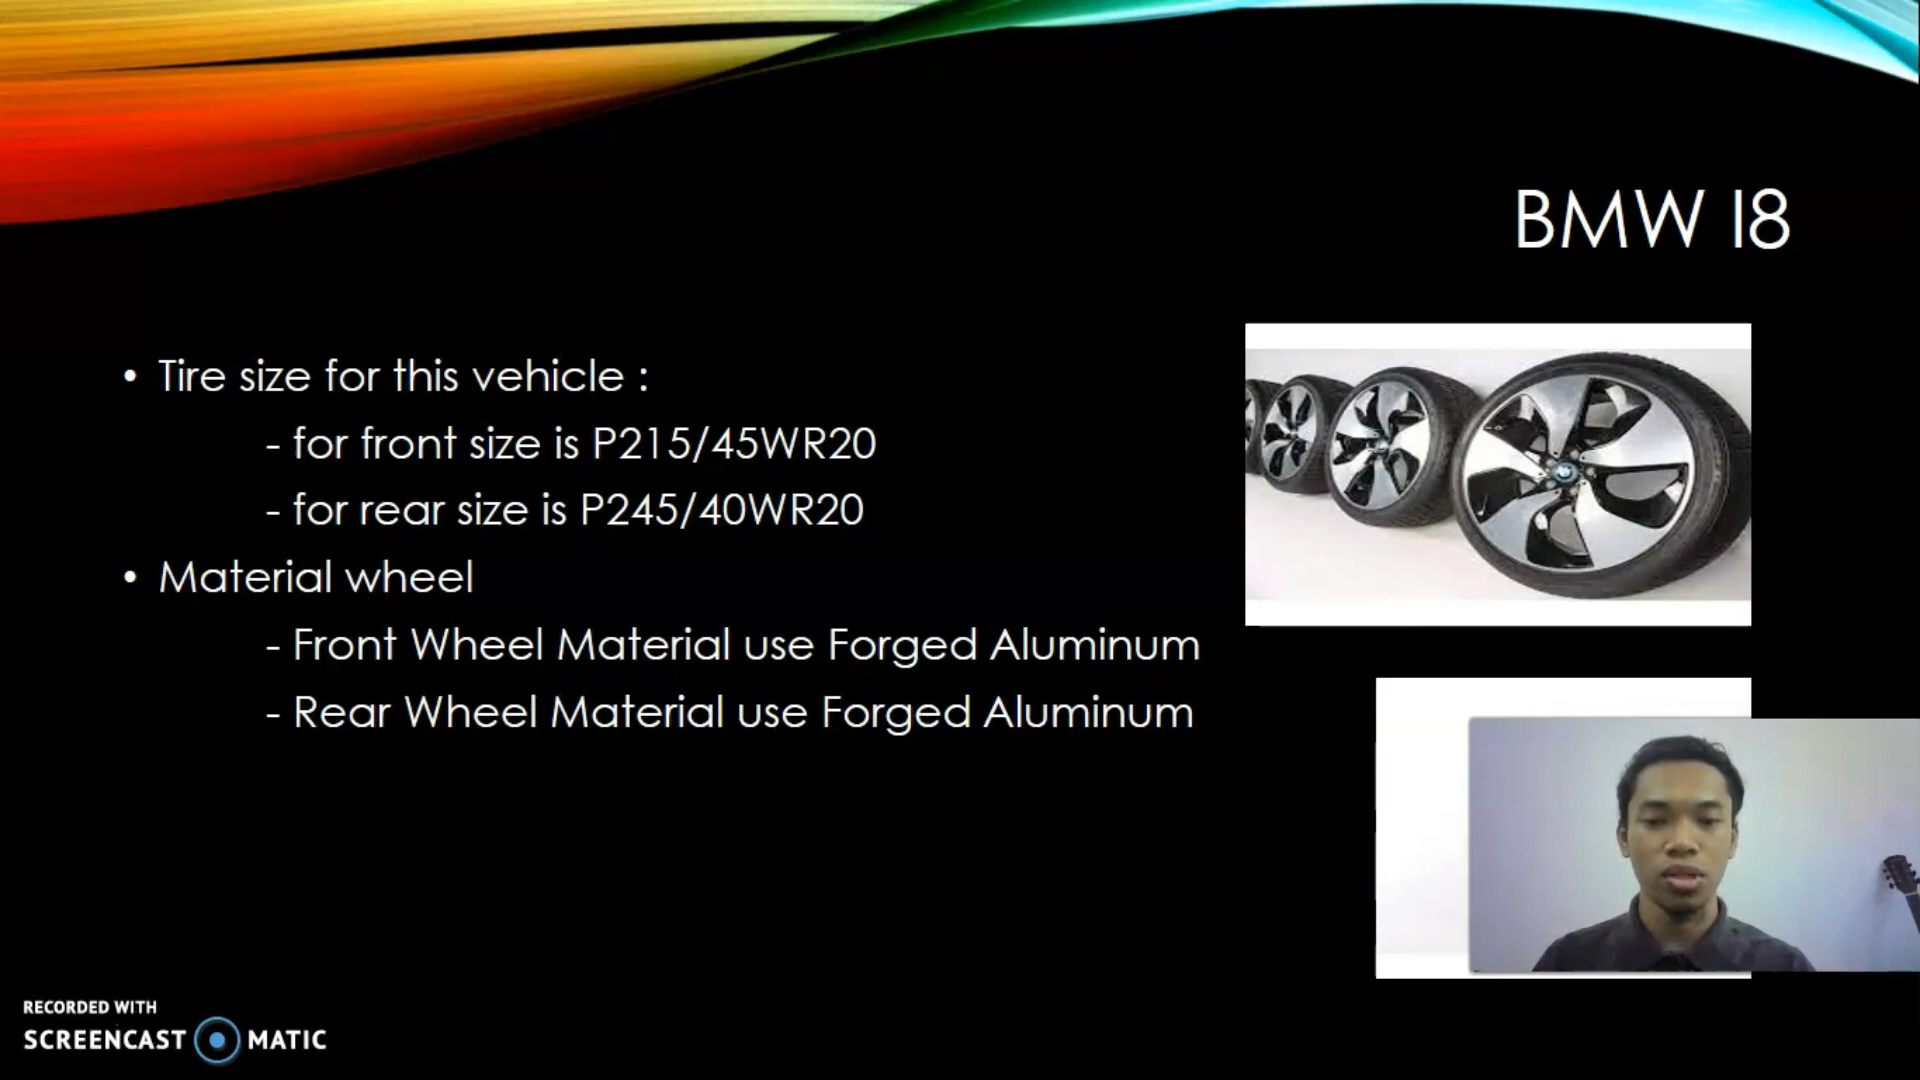 BMW I8
• Tire size for this vehicle :
- for front size is P215/45WR20
- for rear size is P245/40WR20
• Material wheel
- Front Wheel Material use Forged Aluminum
- Rear Wheel Material use Forged Aluminum
RECORDED WITH
SCREENCAST MATIC